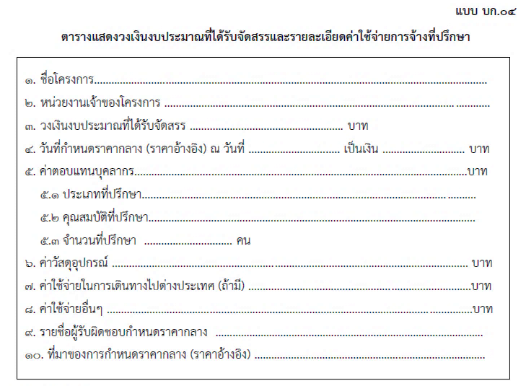 แบบ บก.๐๔
ตารางแสดงวงเงินงบประมาณที่ได้รับจัดสรรและรายละเอียดค่าใช้จ่ายการจ้างที่ปรึกษา
๑. ชื่อโครงการ..........................................................................................................................
๒. หน่วยงานเจ้าของโครงการ ....................................................................................................
๓. วงเงินงบประมาณที่ได้รับจัดสรร ................................................ บาท
๔. วันที่กำหนดราคากลาง (ราคาอ้างอิง) ณ วันที่ ............................ เป็นเงิน ......................... บาท
๕. ค่าตอบแทนบุคลากร.......................................................................................................บาท
๕.๑ ประเภทที่ปรึกษา.......................................................................................................
๕.๒ คุณสมบัติที่ปรึกษา.....................................................................................................
๕.๓ จำนวนที่ปรึกษา ........................... คน
๖. ค่าวัสดุอุปกรณ์ ............................................................................................................... บาท
๗. ค่าใช้จ่ายในการเดินทางไปต่างประเทศ (ถ้ามี) .....................................................................บาท
๘. ค่าใช้จ่ายอื่นๆ .................................................................................................................บาท
๙. รายชื่อผู้รับผิดชอบกำหนดราคากลาง ..................................................................................
๑๐. ที่มาของการกำหนดราคากลาง (ราคาอ้างอิง) .......................................................................